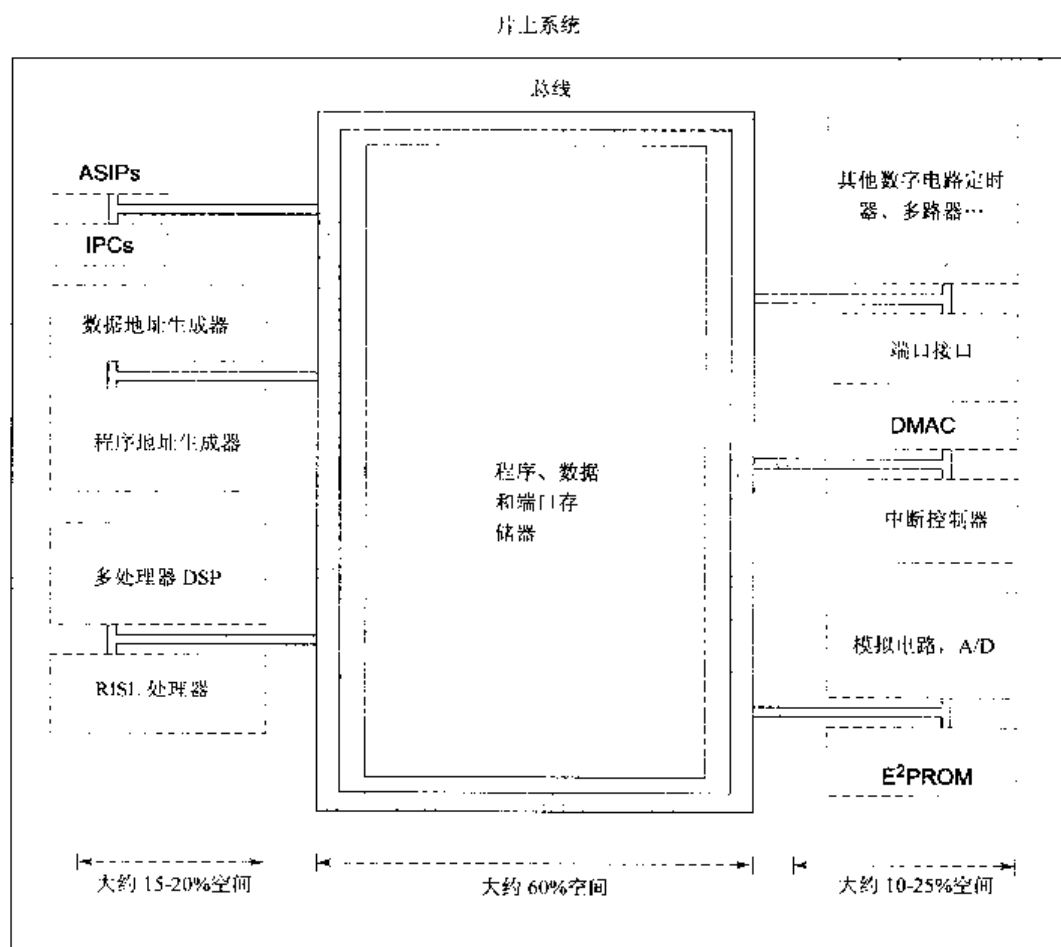 片上系统
总线
ASIPs
IPCs
数据地址生成器
程序地址生成器
多处理器 DSP
RISL 处理器
程序、数据
和端口存
储器
其他数字电路定时
器、多路器…
端口接口
DMAC
中断控制器
模拟电路，A/D
E²PROM
大约 15-20%空间
大约 60%空间
大约 10-25%空间